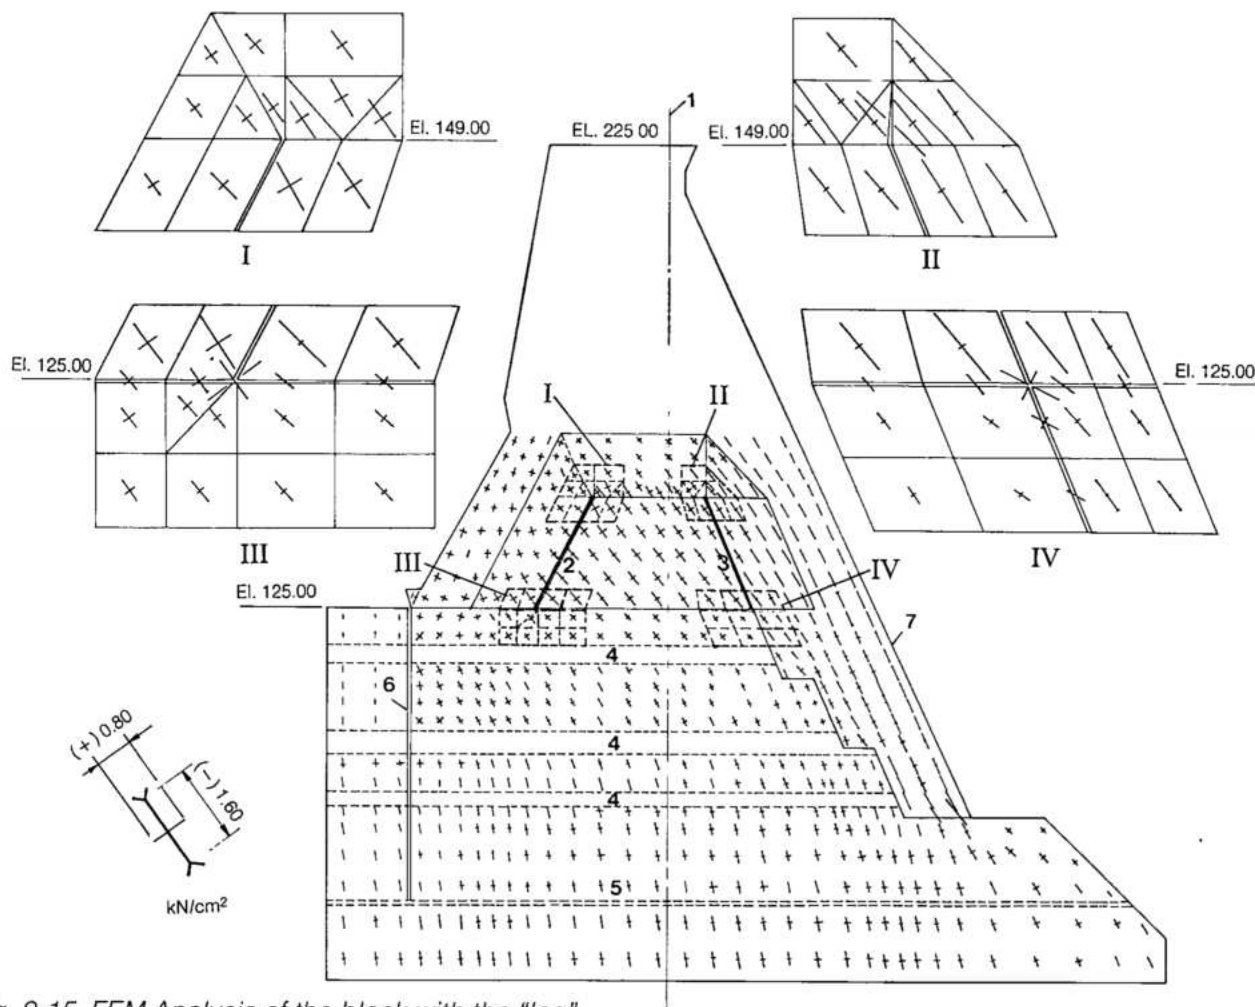 1
El. 149.00
EL. 225 00
El. 149.00
I
II
El. 125.00
El. 125.00
I
II
III
IV
III
2
3
IV
El. 125.00
7
4
6
(+) 0.80
(-) 1.60
4
4
5
kN/cm²
FEM Analysis of the block with the